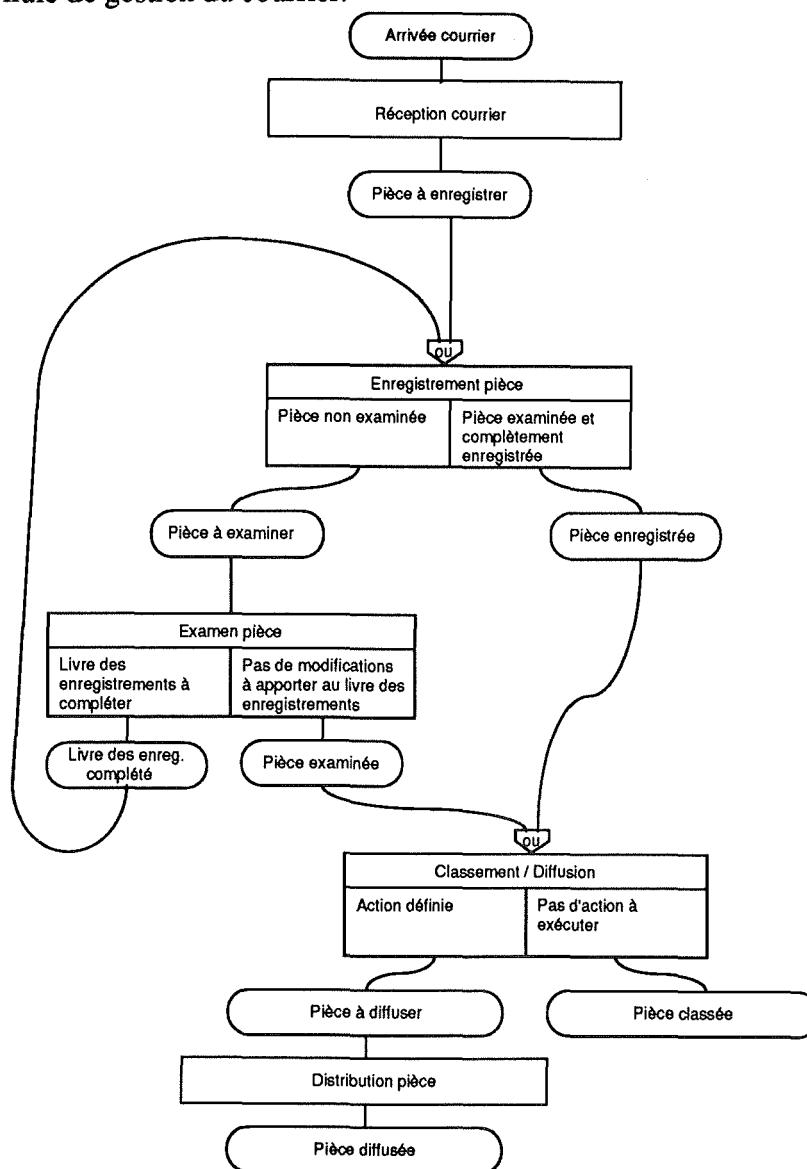 de gestion du
Arrivée courrier
Réception courrier
Pièce à enregistrer
ou
Enregistrement pièce
Pièce non examinée
Pièce examinée et
complètement
enregistrée
Pièce à examiner
Pièce enregistrée
Examen pièce
Livre des
enregistrements à
compléter
Pas de modifications
à apporter au livre des
enregistrements
Livre des enreg.
complété
Pièce examinée
ou
Classement / Diffusion
Action définie
Pas d'action à
exécuter
Pièce à diffuser
Pièce classée
Distribution pièce
Pièce diffusée